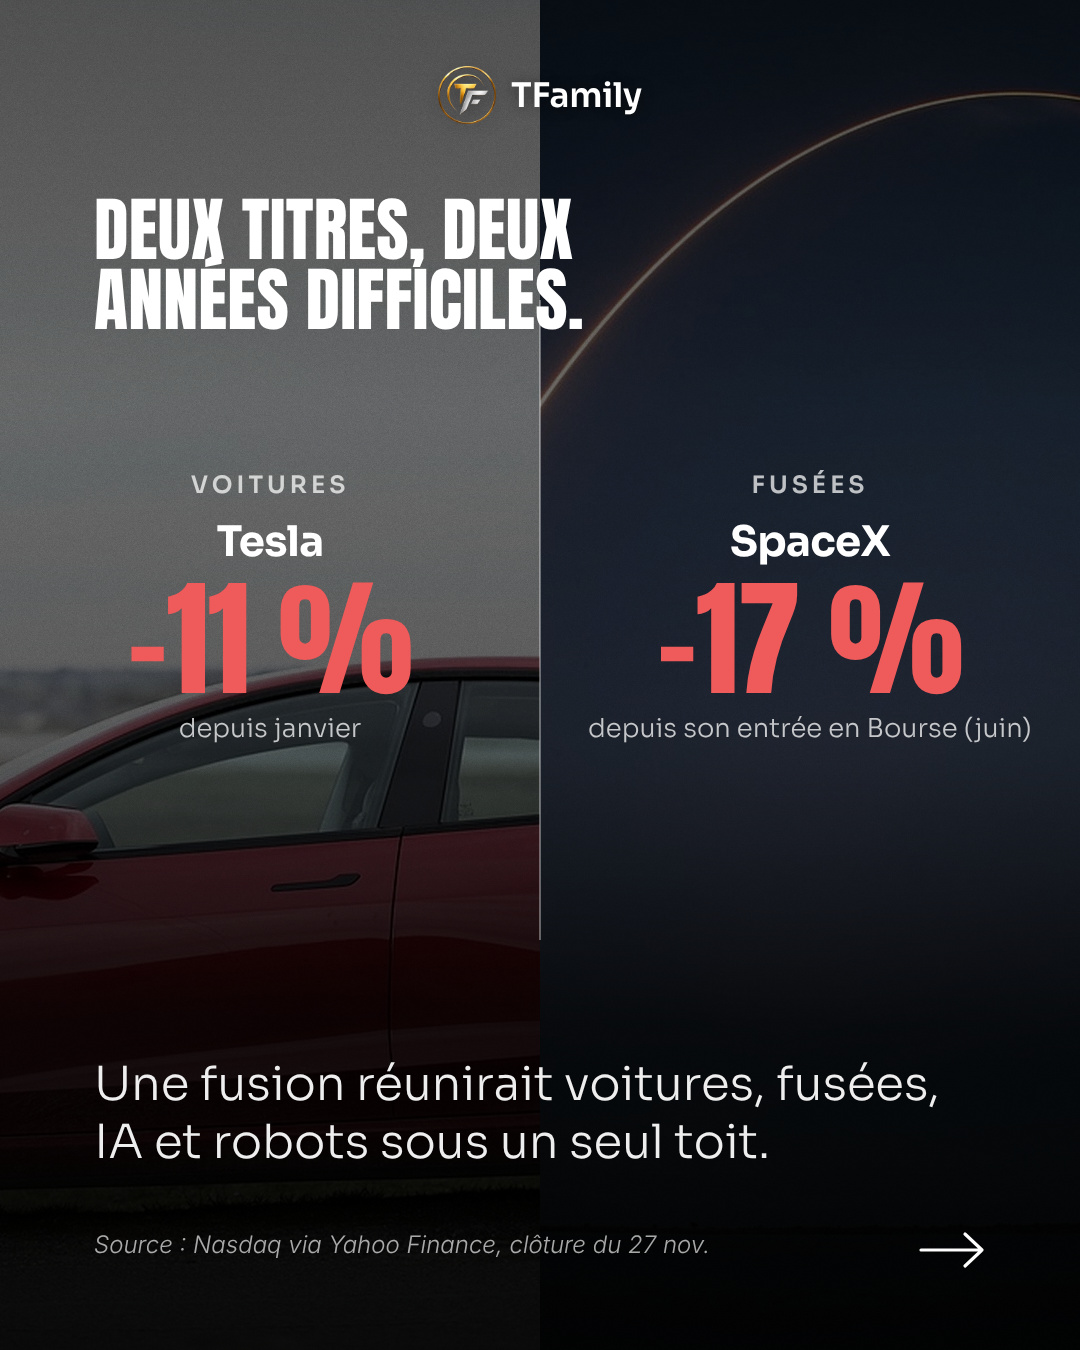 TF TFamily
DEUX TITRES, DEUX
ANNÉES DIFFICILES.
VOITURES
Tesla
-11 %
depuis janvier
FUSÉES
SpaceX
-17 %
depuis son entrée en Bourse (juin)
Une fusion réunirait voitures, fusées,
IA et robots sous un seul toit.
Source : Nasdaq via Yahoo Finance, clôture du 27 nov.